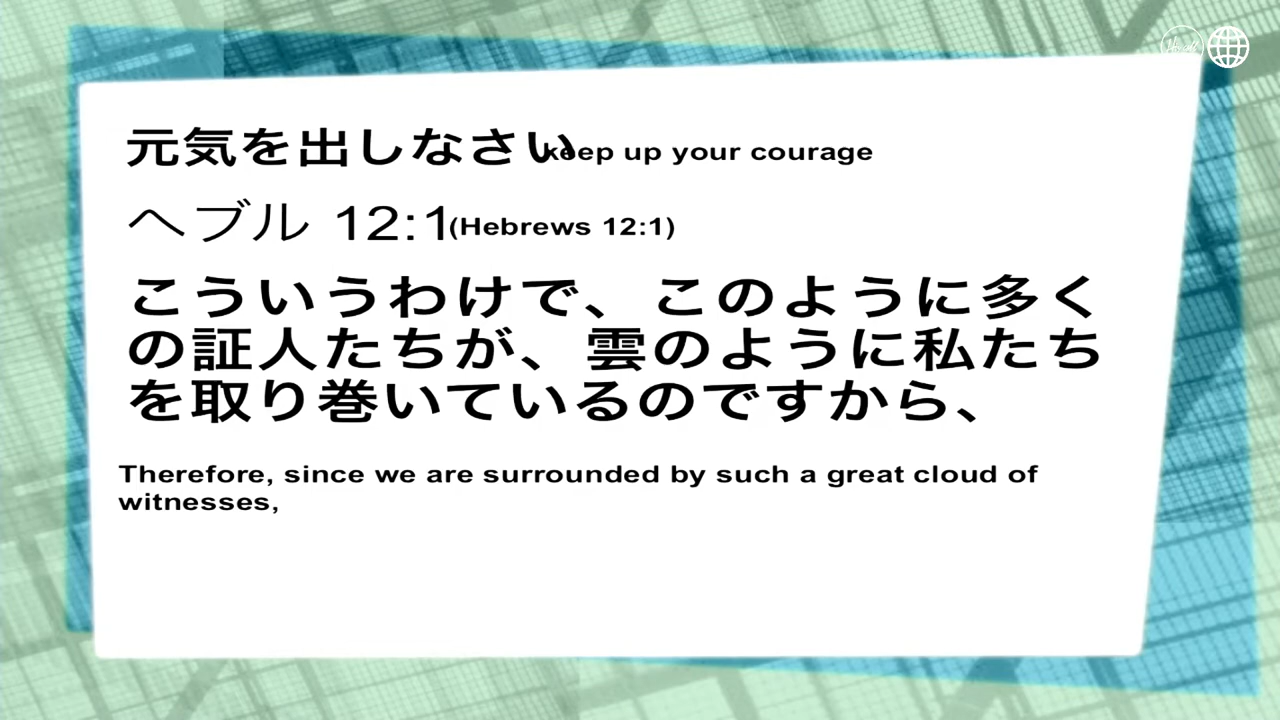 元気を出しなさい keep up your courage
ヘブル 12:1(Hebrews 12:1)
こういうわけで、このように多く
の証人たちが、雲のように私たち
を取り巻いているのですから、
Therefore, since we are surrounded by such a great cloud of
witnesses,